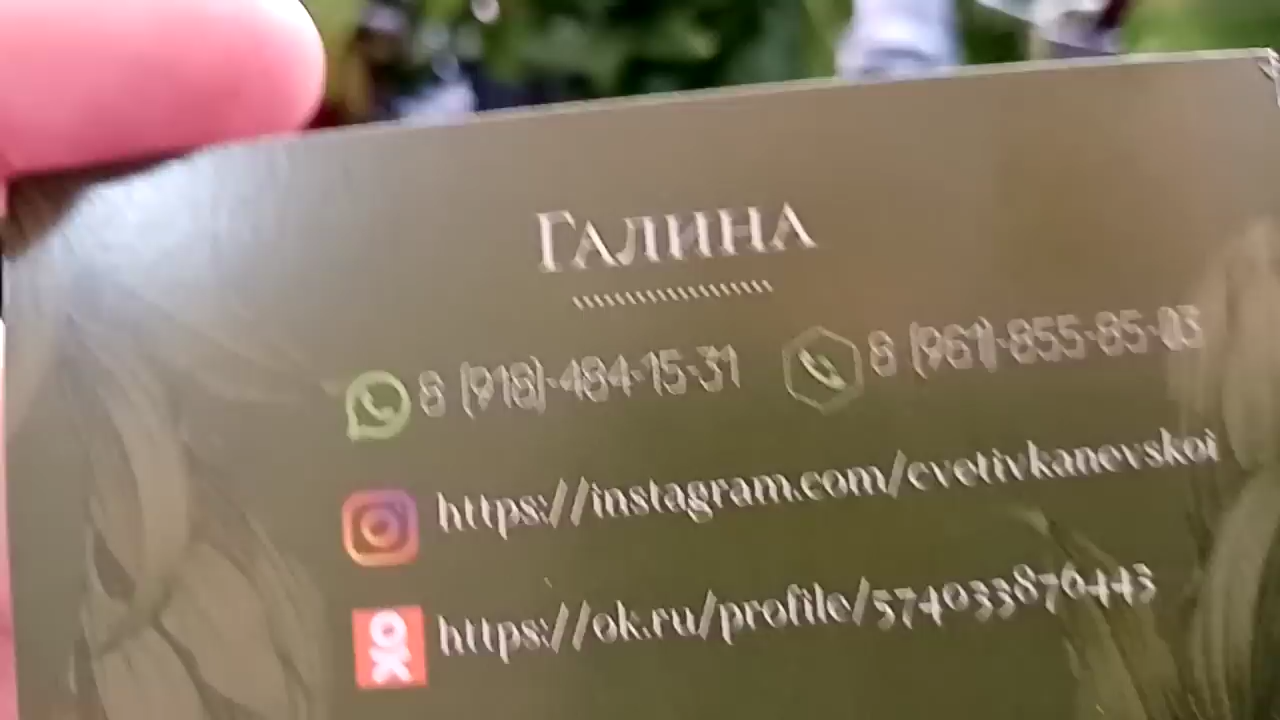 ГАЛИНА
8 (918)-484-15-31 8 (961)-855-85-03
https://instagram.com/cvetivkanevskoi
https://ok.ru/profile/574033876443